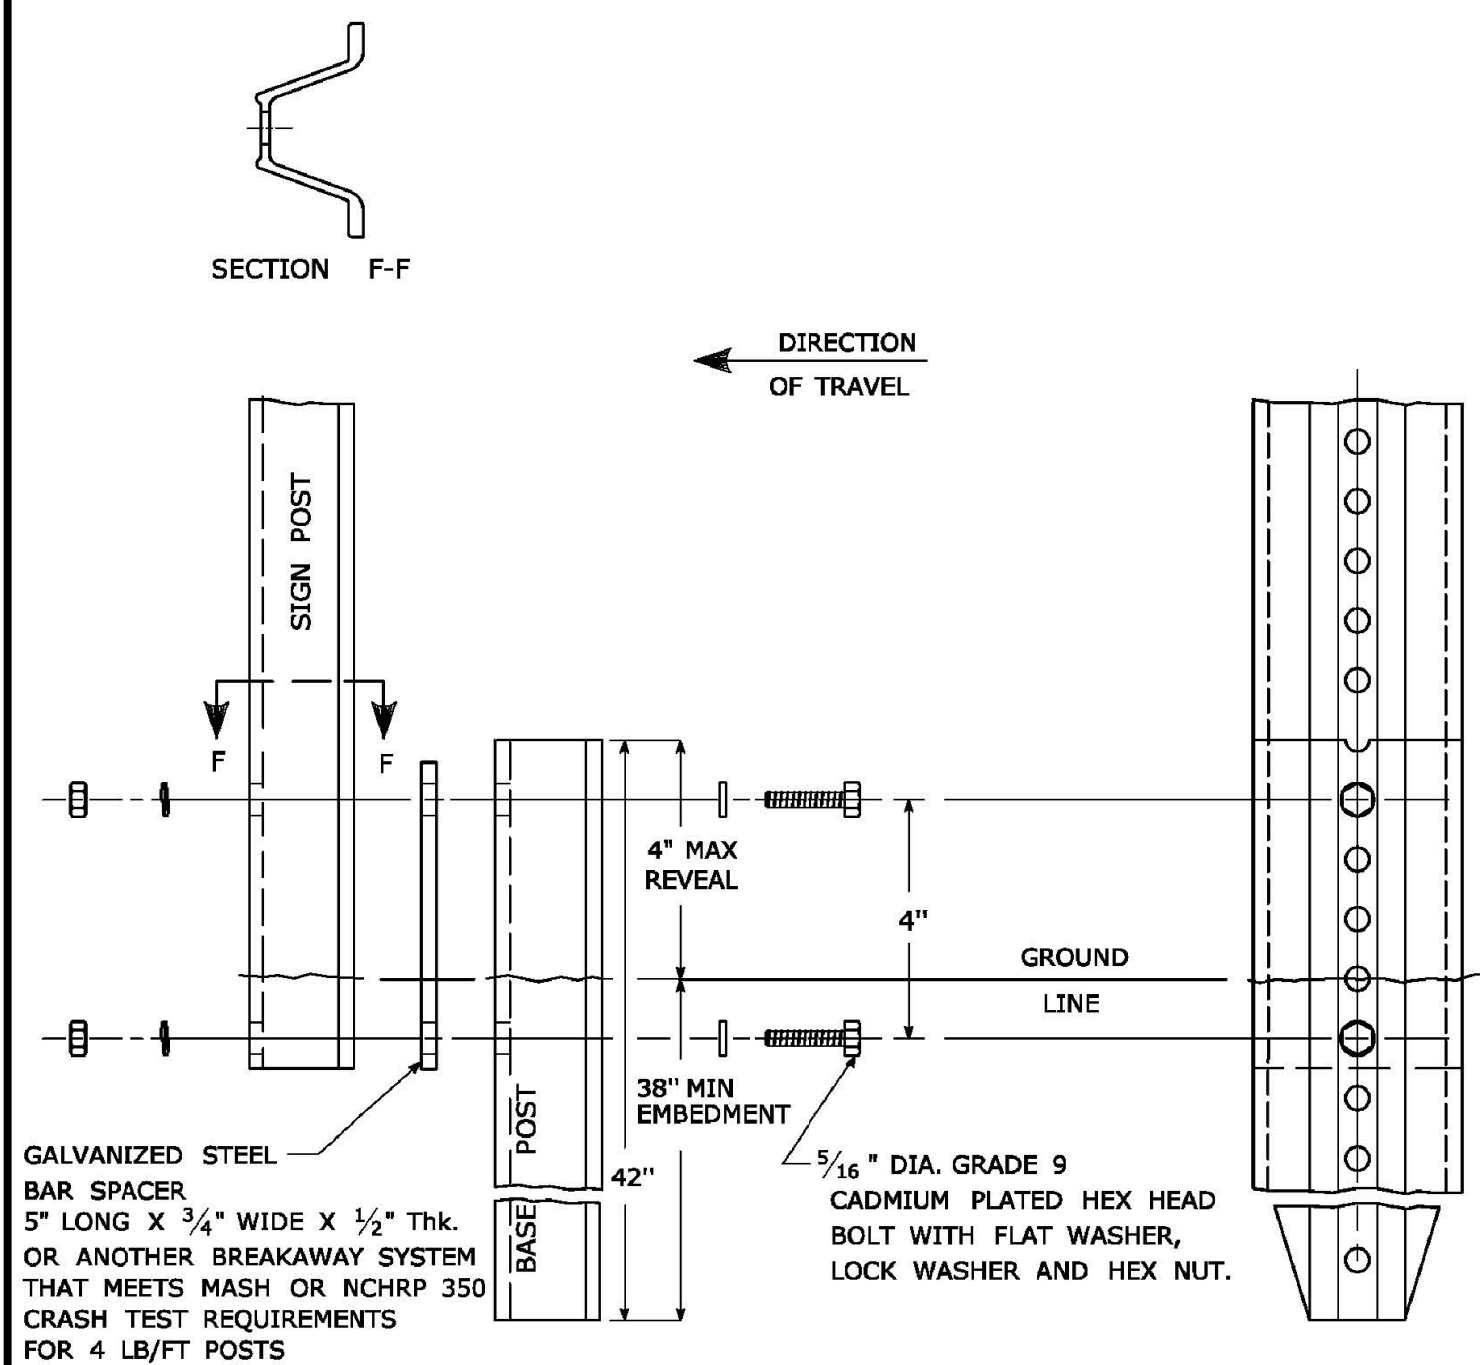 SECTION F-F
DIRECTION
OF TRAVEL
SIGN POST
F
F
4" MAX
REVEAL
4"
GROUND
LINE
38" MIN
EMBEDMENT
42"
BASE POST
GALVANIZED STEEL
BAR SPACER
5" LONG X 3/4" WIDE X 1/2" Thk.
OR ANOTHER BREAKAWAY SYSTEM
THAT MEETS MASH OR NCHRP 350
CRASH TEST REQUIREMENTS
FOR 4 LB/FT POSTS
5/16 " DIA. GRADE 9
CADMIUM PLATED HEX HEAD
BOLT WITH FLAT WASHER,
LOCK WASHER AND HEX NUT.